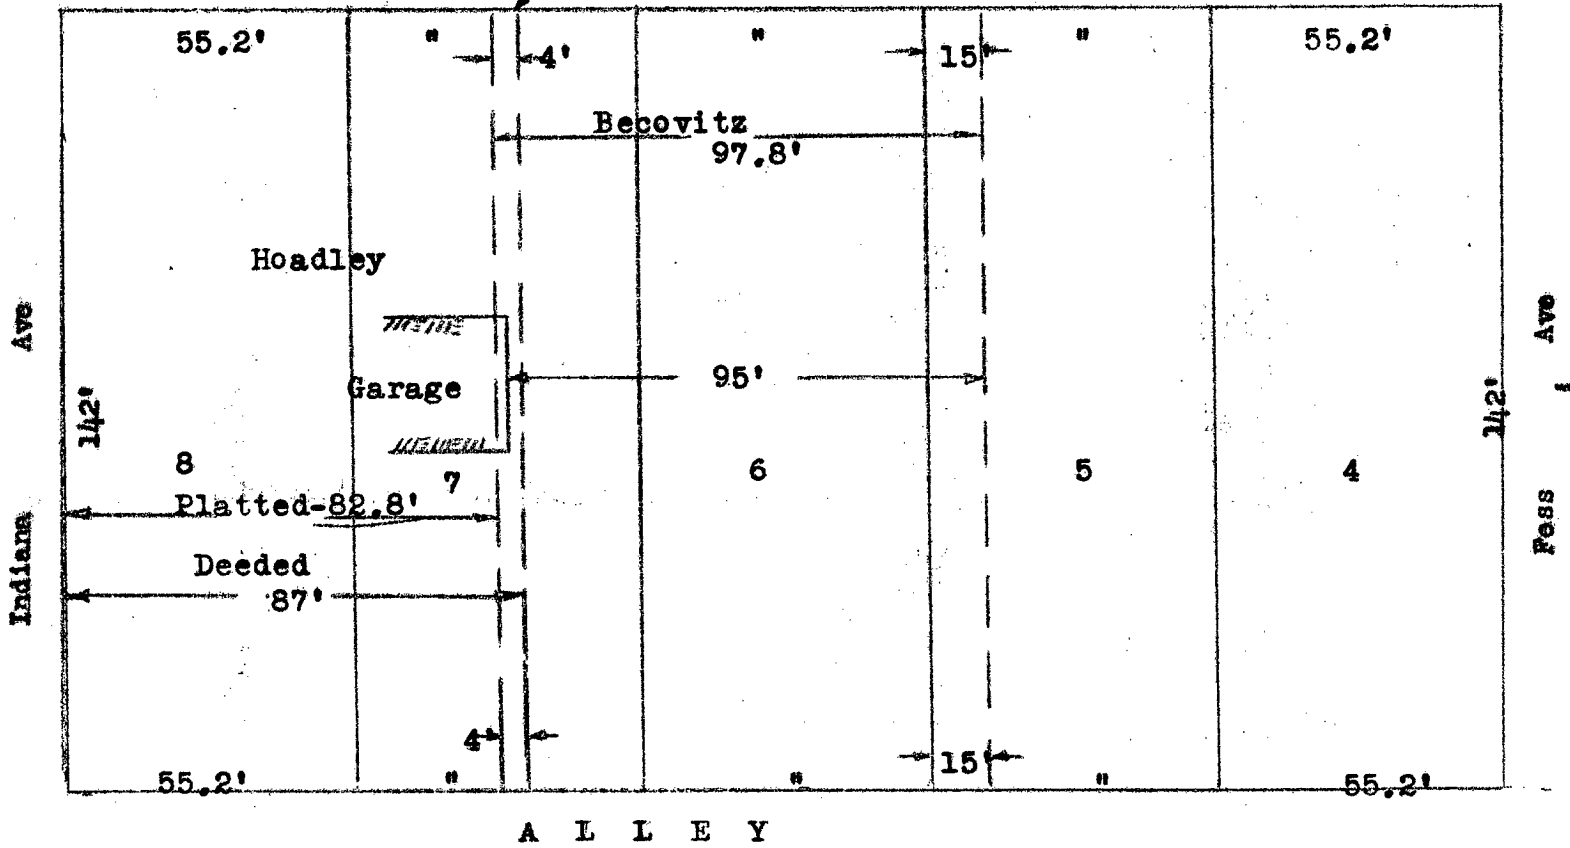 55.2' " " " 55.2'
4' 15'
Becovitz
97.8'
Hoadley
Garage
95'
Indiana Ave
142'
142'
Foss Ave
8 7 6 5 4
Platted-82.8'
Deeded
87'
4' 15'
55.2' " " " 55.2'
A L L E Y